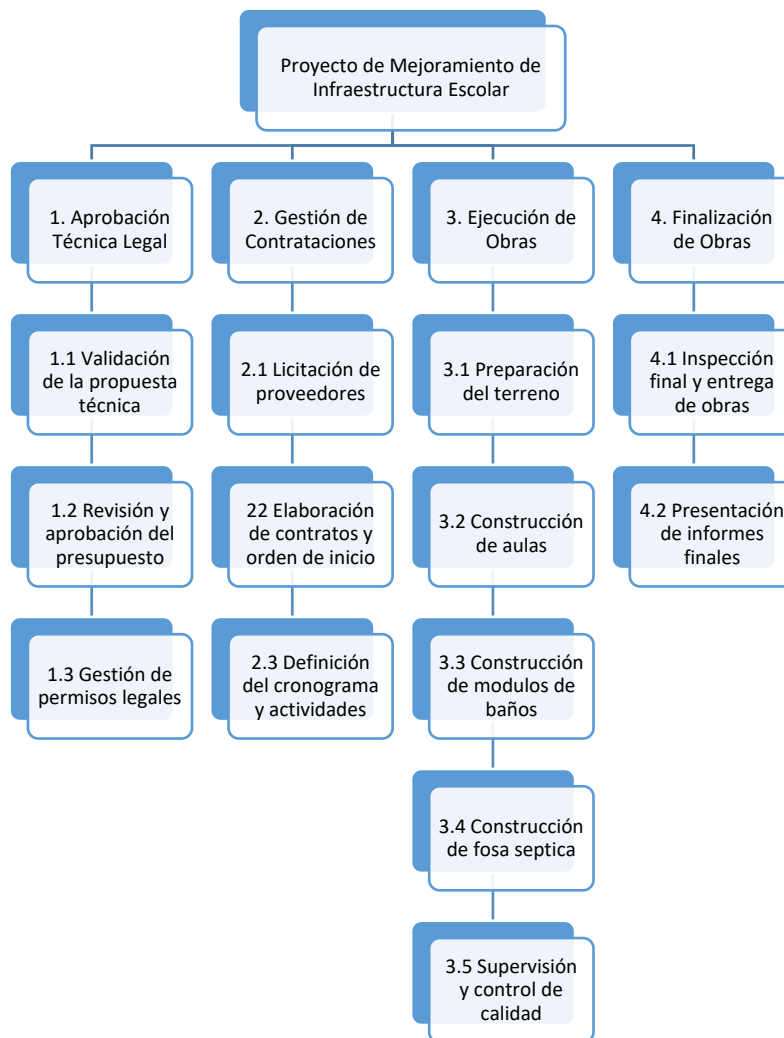 Proyecto de Mejoramiento de
Infraestructura Escolar
1. Aprobación
Técnica Legal
2. Gestión de
Contrataciones
3. Ejecución de
Obras
4. Finalización
de Obras
1.1 Validación
de la propuesta
técnica
2.1 Licitación de
proveedores
3.1 Preparación
del terreno
4.1 Inspección
final y entrega
de obras
1.2 Revisión y
aprobación del
presupuesto
22 Elaboración
de contratos y
orden de inicio
3.2 Construcción
de aulas
4.2 Presentación
de informes
finales
1.3 Gestión de
permisos legales
2.3 Definición
del cronograma
y actividades
3.3 Construcción
de modulos de
baños
3.4 Construcción
de fosa septica
3.5 Supervisión
y control de
calidad